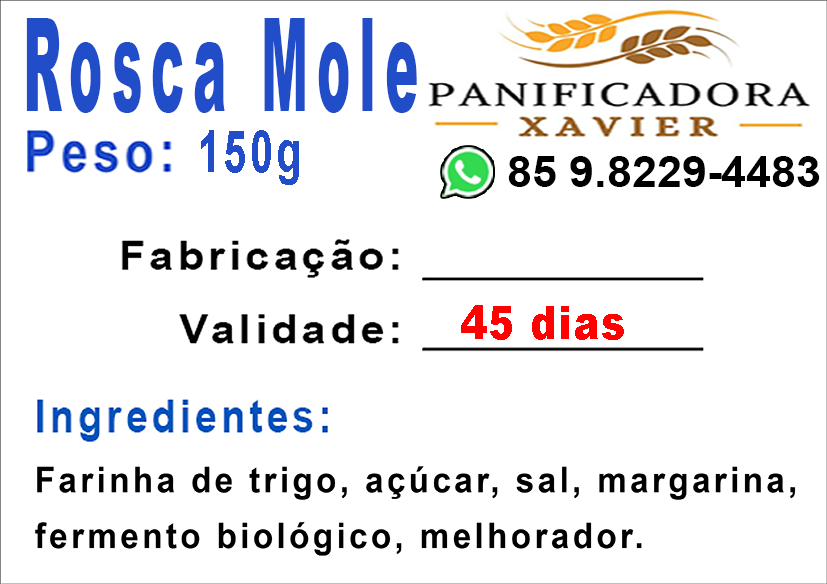 Rosca Mole
Peso: 150g
PANIFICADORA
XAVIER
85 9.8229-4483
Fabricação:
Validade: 45 dias
Ingredientes:
Farinha de trigo, açúcar, sal, margarina,
fermento biológico, melhorador.